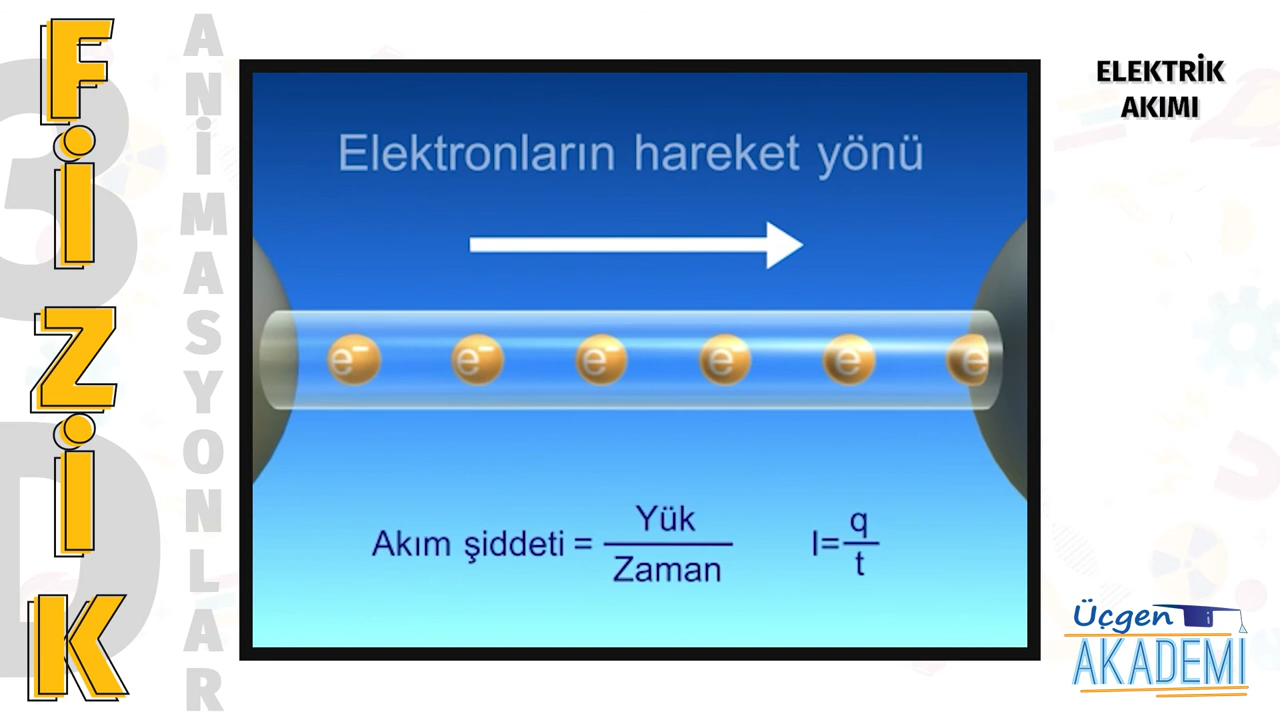 3D
FİZİK
ANİMASYONLAR
ELEKTRİK
AKIMI
Elektronların hareket yönü
e⁻ e⁻ e⁻ e⁻ e⁻ e
Akım şiddeti = Yük / Zaman
I = q / t
Üçgen
AKADEMİ